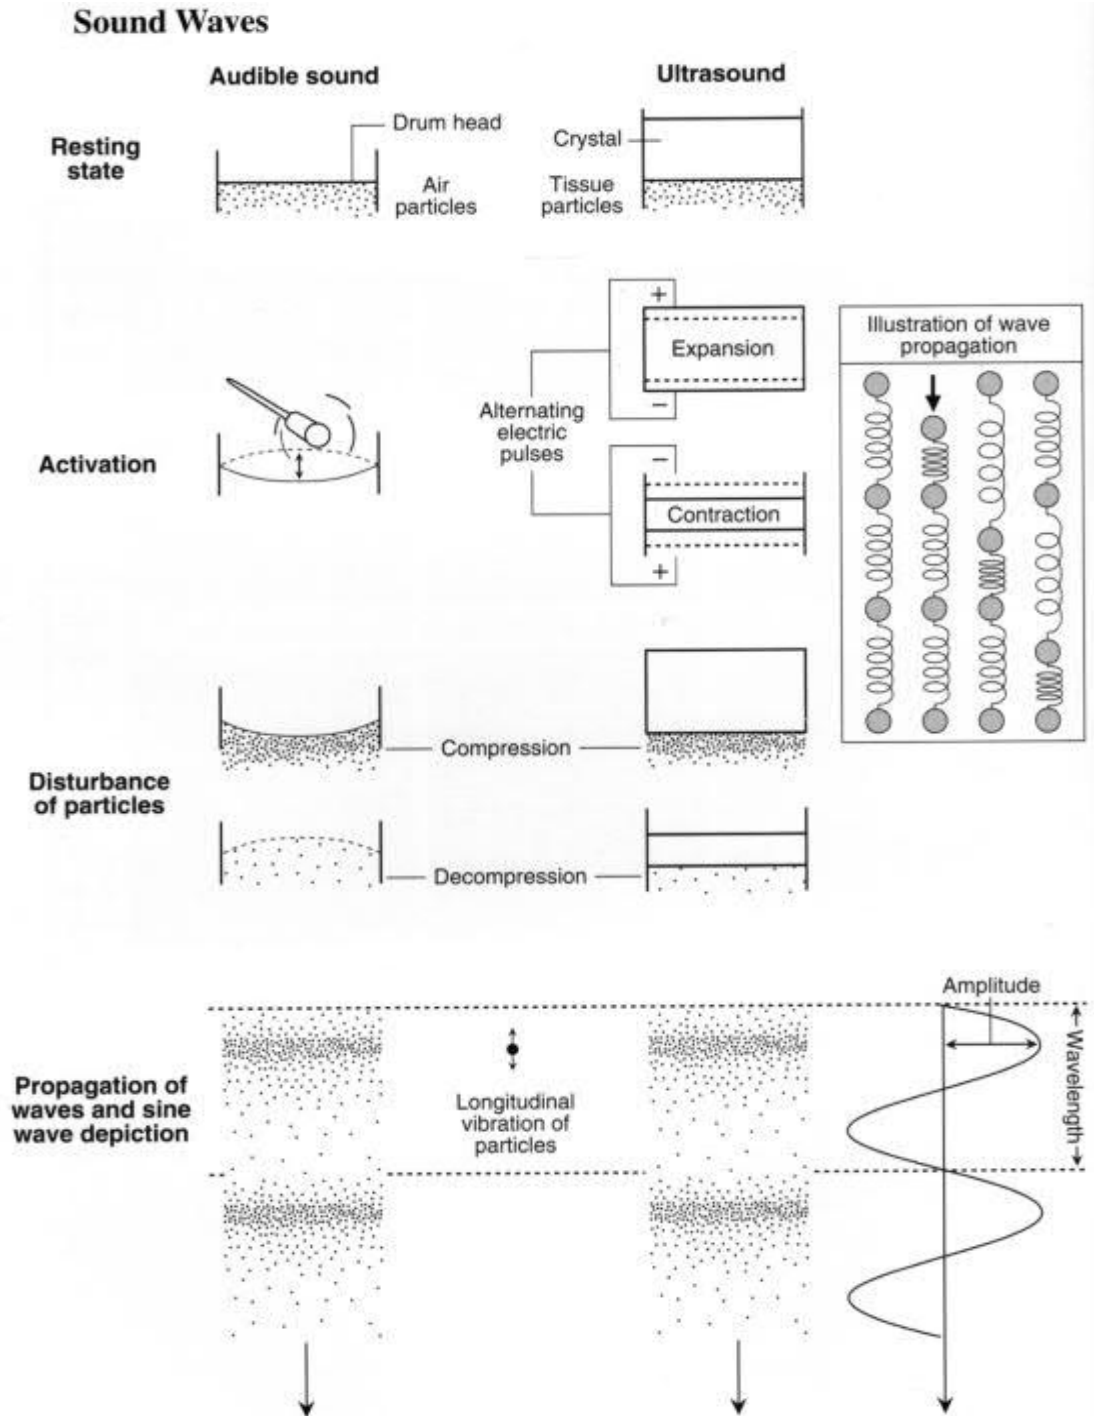 Sound Waves
Audible sound
Ultrasound
Resting
state
Drum head
Air
particles
Crystal
Tissue
particles
Activation
Alternating
electric
pulses
+
Expansion
−
−
Contraction
+
Illustration of wave
propagation
Disturbance
of particles
Compression
Decompression
Propagation of
waves and sine
wave depiction
Longitudinal
vibration of
particles
Amplitude
Wavelength